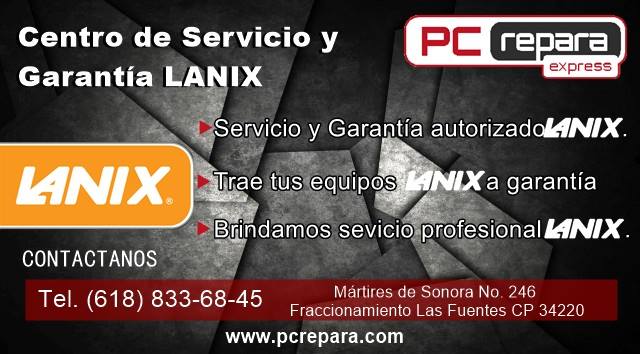 Centro de Servicio y
Garantía LANIX
PC repara
express
Servicio y Garantía autorizado LANIX.
LANIX®
Trae tus equipos LANIX a garantía
Brindamos sevicio profesional LANIX.
CONTACTANOS
Tel. (618) 833-68-45
Mártires de Sonora No. 246
Fraccionamiento Las Fuentes CP 34220
www.pcrepara.com